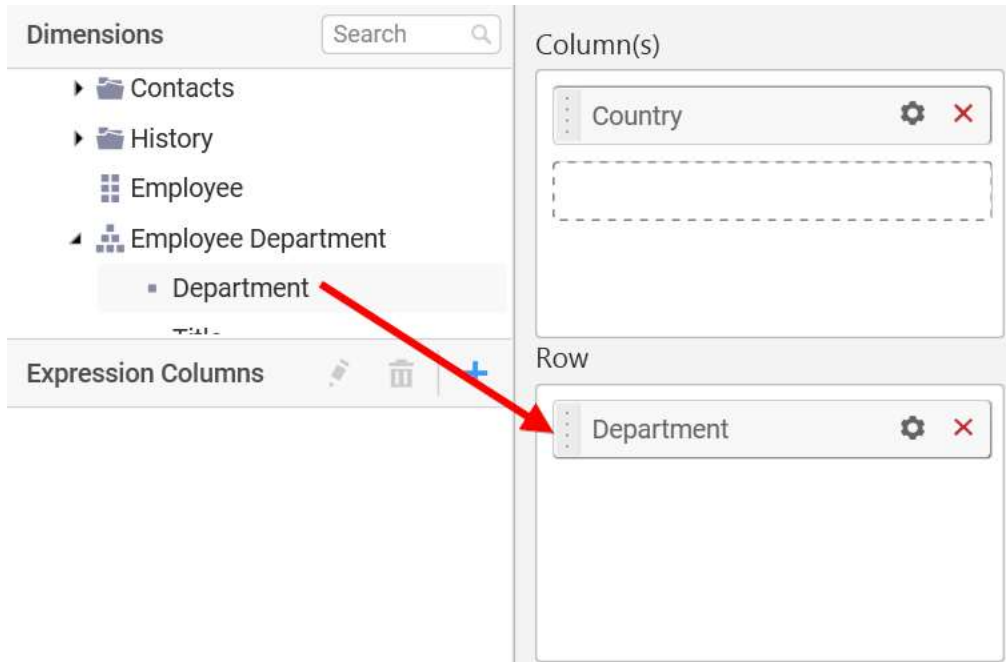 Dimensions
Search
Contacts
History
Employee
Employee Department
Department
Expression Columns
Column(s)
Country
Row
Department